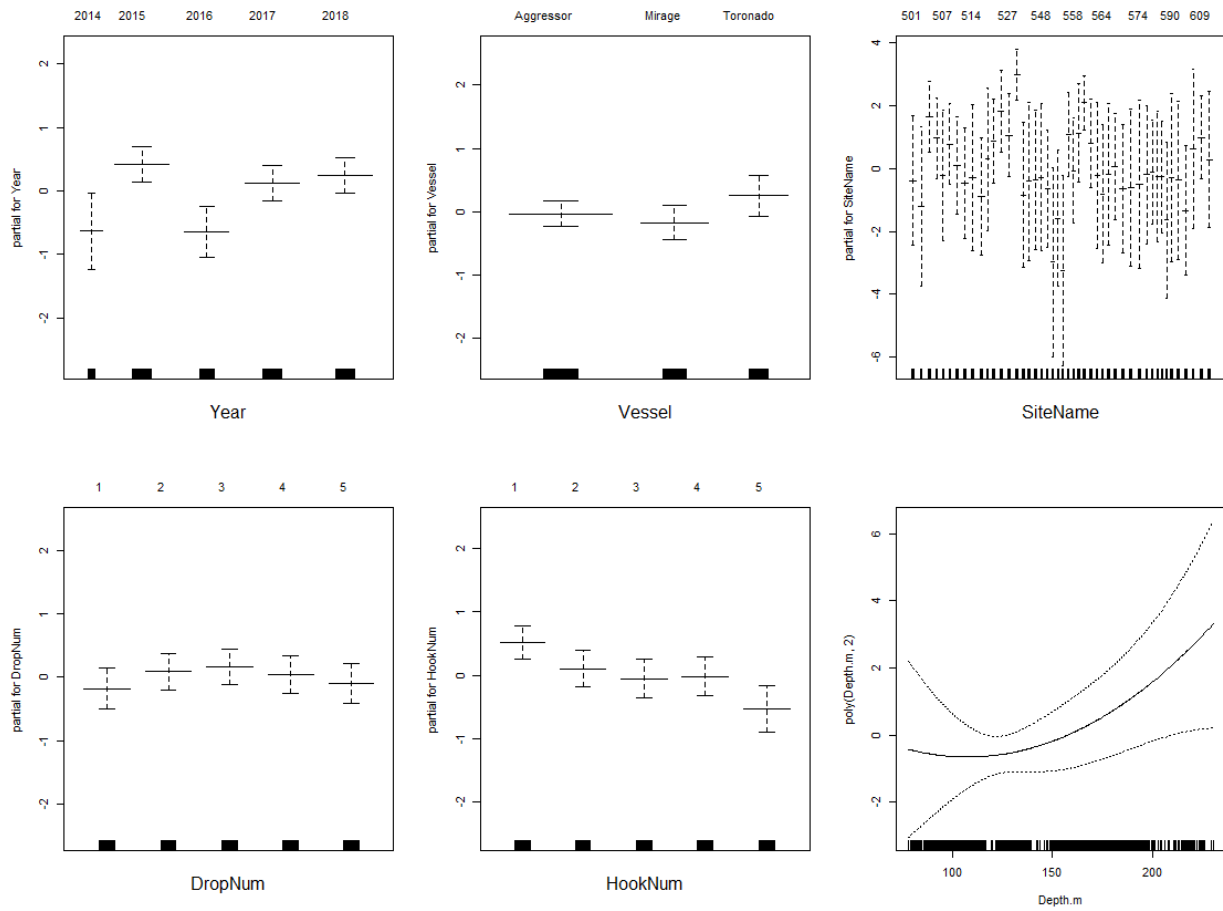 2014 2015 2016 2017 2018
2
1
0
-1
-2
partial for Year
Year
Aggressor Mirage Toronado
2
1
0
-1
-2
partial for Vessel
Vessel
501 507 514 527 548 558 564 574 590 609
4
2
0
-2
-4
-6
partial for SiteName
SiteName
1 2 3 4 5
2
1
0
-1
-2
partial for DropNum
DropNum
1 2 3 4 5
2
1
0
-1
-2
partial for HookNum
HookNum
6
4
2
0
-2
poly(Depth.m, 2)
100 150 200
Depth.m